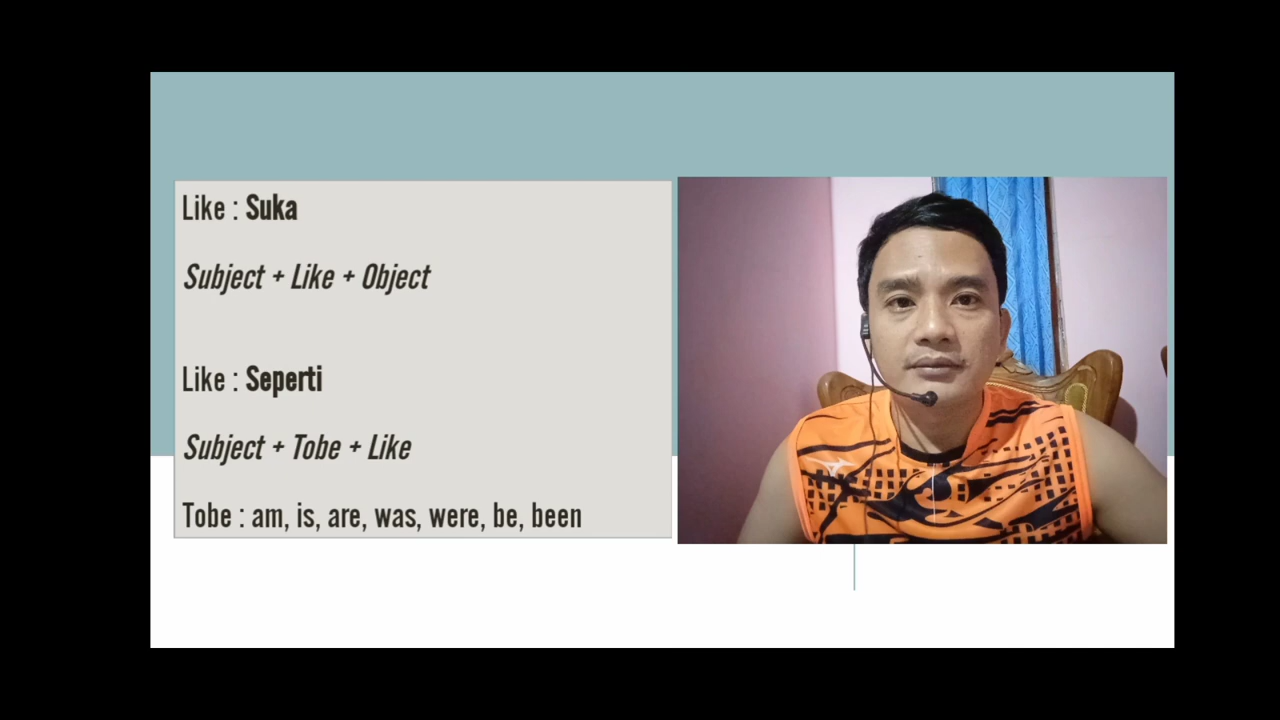 Like : Suka
Subject + Like + Object
Like : Seperti
Subject + Tobe + Like
Tobe : am, is, are, was, were, be, been